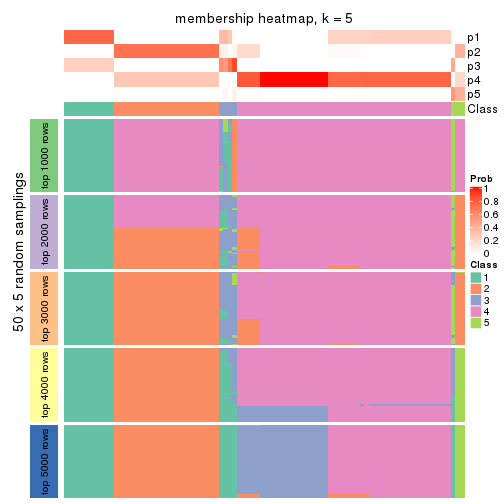 membership heatmap, k = 5
p1
p2
p3
p4
p5
Class
50 x 5 random samplings
top 1000 rows
top 2000 rows
top 3000 rows
top 4000 rows
top 5000 rows
Prob
1
0.8
0.6
0.4
0.2
0
Class
1
2
3
4
5